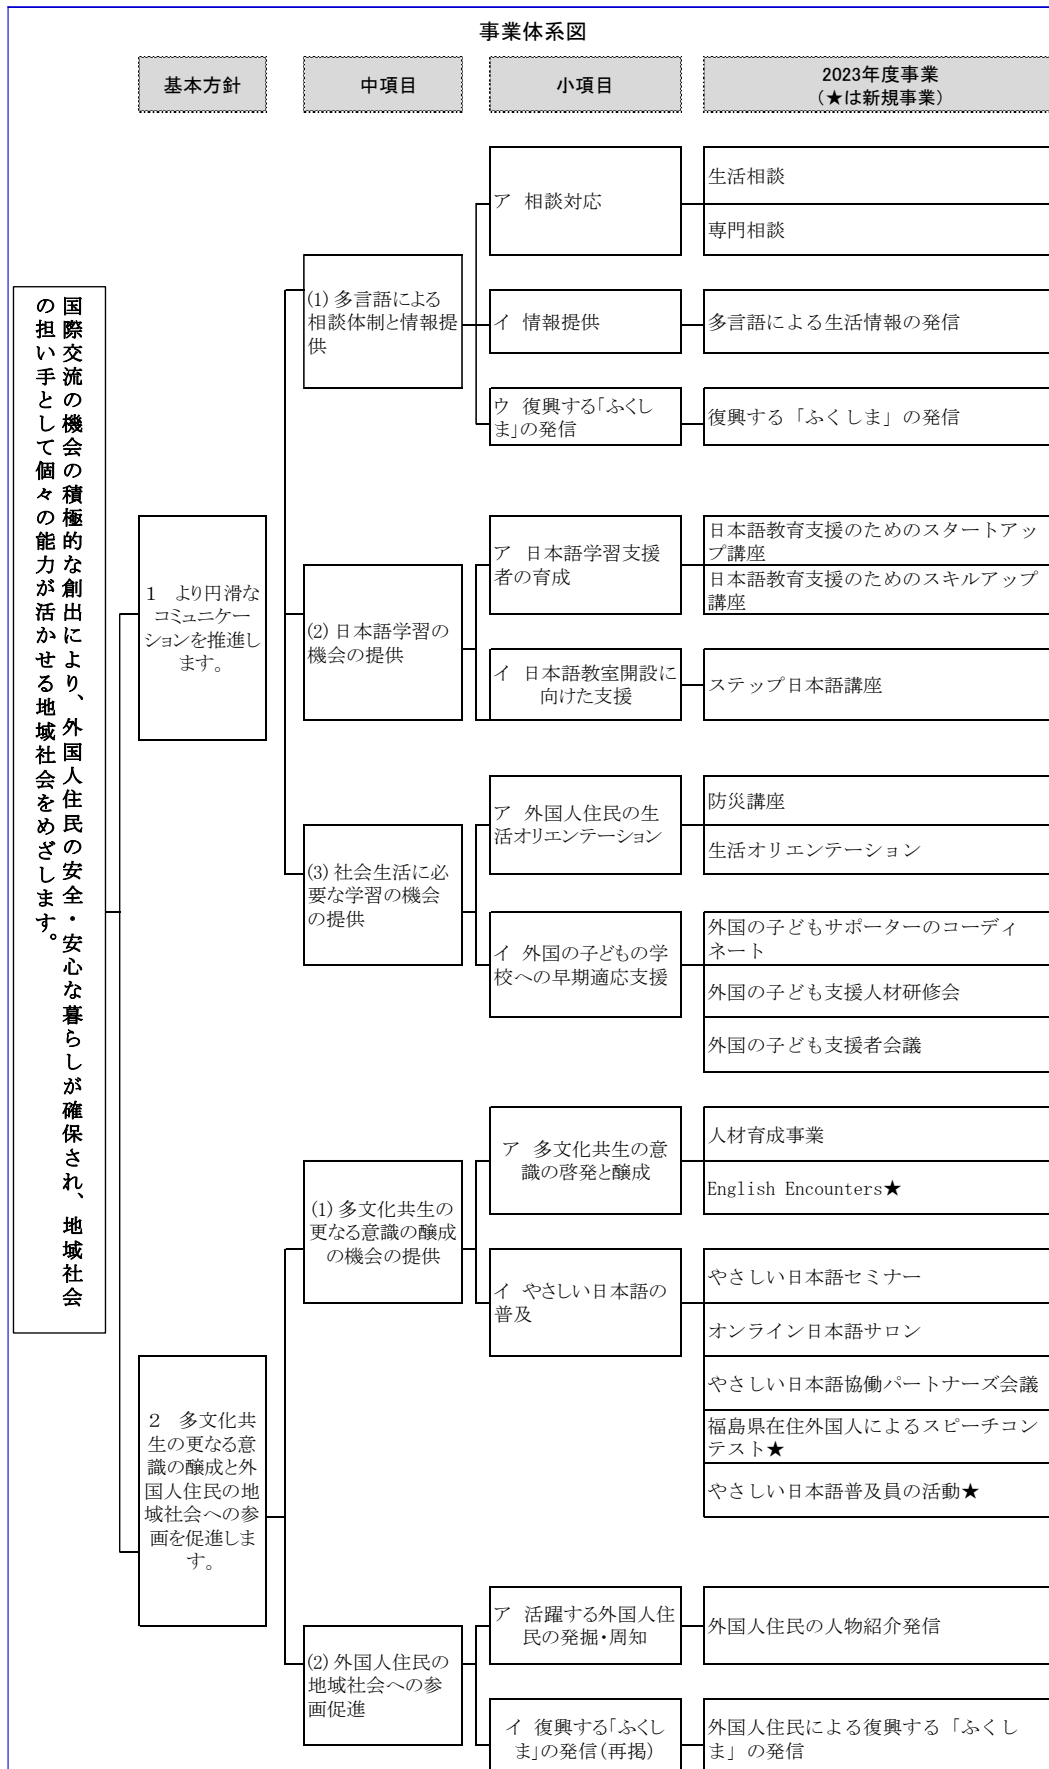 事業体系図
基本方針
中項目
小項目
2023年度事業
（★は新規事業）
国際交流の機会の積極的な創出により、外国人住民の安全・安心な暮らしが確保され、地域社会
の担い手として個々の能力が活かせる地域社会をめざします。
1　より円滑な
コミュニケー
ションを推進し
ます。
(1) 多言語による
相談体制と情報提
供
ア　相談対応
生活相談
専門相談
イ　情報提供
多言語による生活情報の発信
ウ　復興する「ふくし
ま」の発信
復興する「ふくしま」の発信
(2) 日本語学習の
機会の提供
ア　日本語学習支援
者の育成
日本語教育支援のためのスタートアッ
プ講座
日本語教育支援のためのスキルアップ
講座
イ　日本語教室開設に
向けた支援
ステップ日本語講座
(3) 社会生活に必
要な学習の機会
の提供
ア　外国人住民の生
活オリエンテーション
防災講座
生活オリエンテーション
イ　外国の子どもの学
校への早期適応支援
外国の子どもサポーターのコーディ
ネート
外国の子ども支援人材研修会
外国の子ども支援者会議
2　多文化共
生の更なる意
識の醸成と外
国人住民の地
域社会への参
画を促進しま
す。
(1) 多文化共生の
更なる意識の醸成
の機会の提供
ア　多文化共生の意
識の啓発と醸成
人材育成事業
English Encounters★
イ　やさしい日本語の
普及
やさしい日本語セミナー
オンライン日本語サロン
やさしい日本語協働パートナーズ会議
福島県在住外国人によるスピーチコン
テスト★
やさしい日本語普及員の活動★
(2) 外国人住民の
地域社会への参
画促進
ア　活躍する外国人住
民の発掘・周知
外国人住民の人物紹介発信
イ　復興する「ふくし
ま」の発信（再掲）
外国人住民による復興する「ふくし
ま」の発信